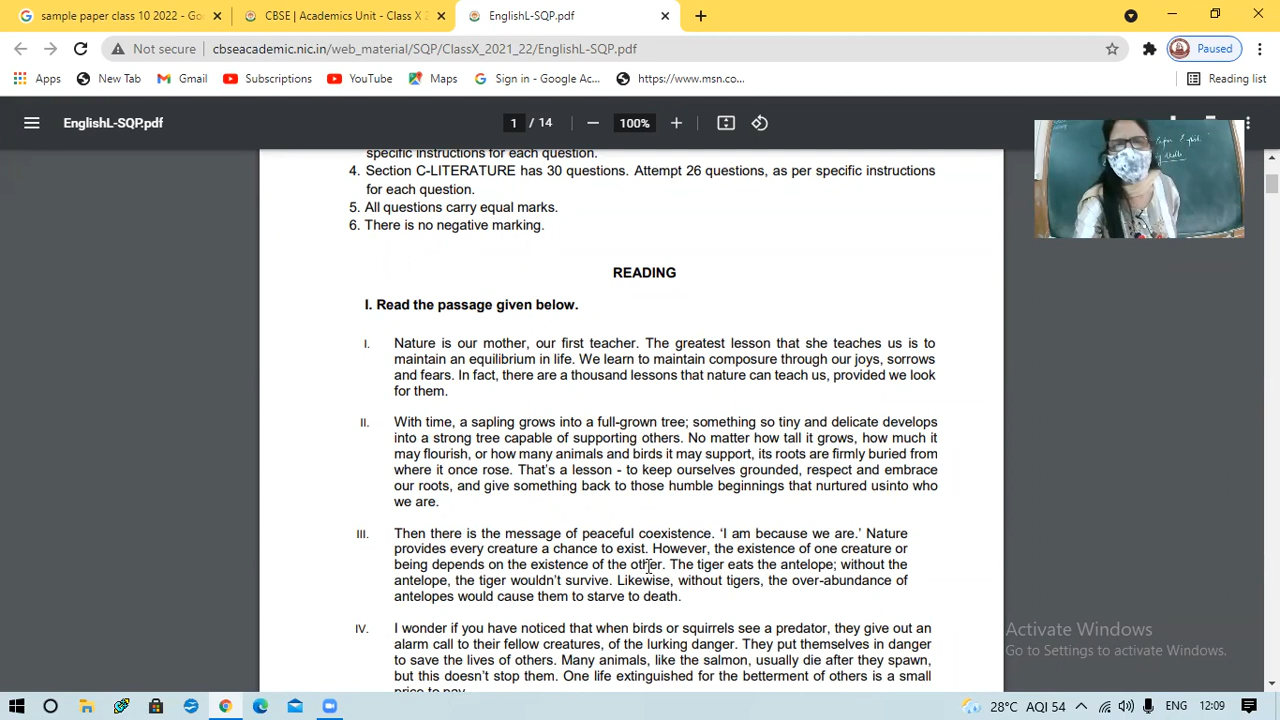 sample paper class 10 2022 - Go
CBSE | Academics Unit - Class X 2
EnglishL-SQP.pdf
Not secure
cbseacademic.nic.in/web_material/SQP/ClassX_2021_22/EnglishL-SQP.pdf
Paused
Apps
New Tab
Gmail
Subscriptions
YouTube
Maps
Sign in - Google Ac...
https://www.msn.co...
Reading list
EnglishL-SQP.pdf
1 / 14
100%
specific instructions for each question.
4. Section C-LITERATURE has 30 questions. Attempt 26 questions, as per specific instructions
for each question.
5. All questions carry equal marks.
6. There is no negative marking.
READING
I. Read the passage given below.
I. Nature is our mother, our first teacher. The greatest lesson that she teaches us is to
maintain an equilibrium in life. We learn to maintain composure through our joys, sorrows
and fears. In fact, there are a thousand lessons that nature can teach us, provided we look
for them.
II. With time, a sapling grows into a full-grown tree; something so tiny and delicate develops
into a strong tree capable of supporting others. No matter how tall it grows, how much it
may flourish, or how many animals and birds it may support, its roots are firmly buried from
where it once rose. That's a lesson - to keep ourselves grounded, respect and embrace
our roots, and give something back to those humble beginnings that nurtured usinto who
we are.
III. Then there is the message of peaceful coexistence. ‘I am because we are.’ Nature
provides every creature a chance to exist. However, the existence of one creature or
being depends on the existence of the other. The tiger eats the antelope; without the
antelope, the tiger wouldn't survive. Likewise, without tigers, the over-abundance of
antelopes would cause them to starve to death.
IV. I wonder if you have noticed that when birds or squirrels see a predator, they give out an
alarm call to their fellow creatures, of the lurking danger. They put themselves in danger
to save the lives of others. Many animals, like the salmon, usually die after they spawn,
but this doesn't stop them. One life extinguished for the betterment of others is a small
price to pay.
Activate Windows
Go to Settings to activate Windows.
28°C AQI 54
ENG
12:09